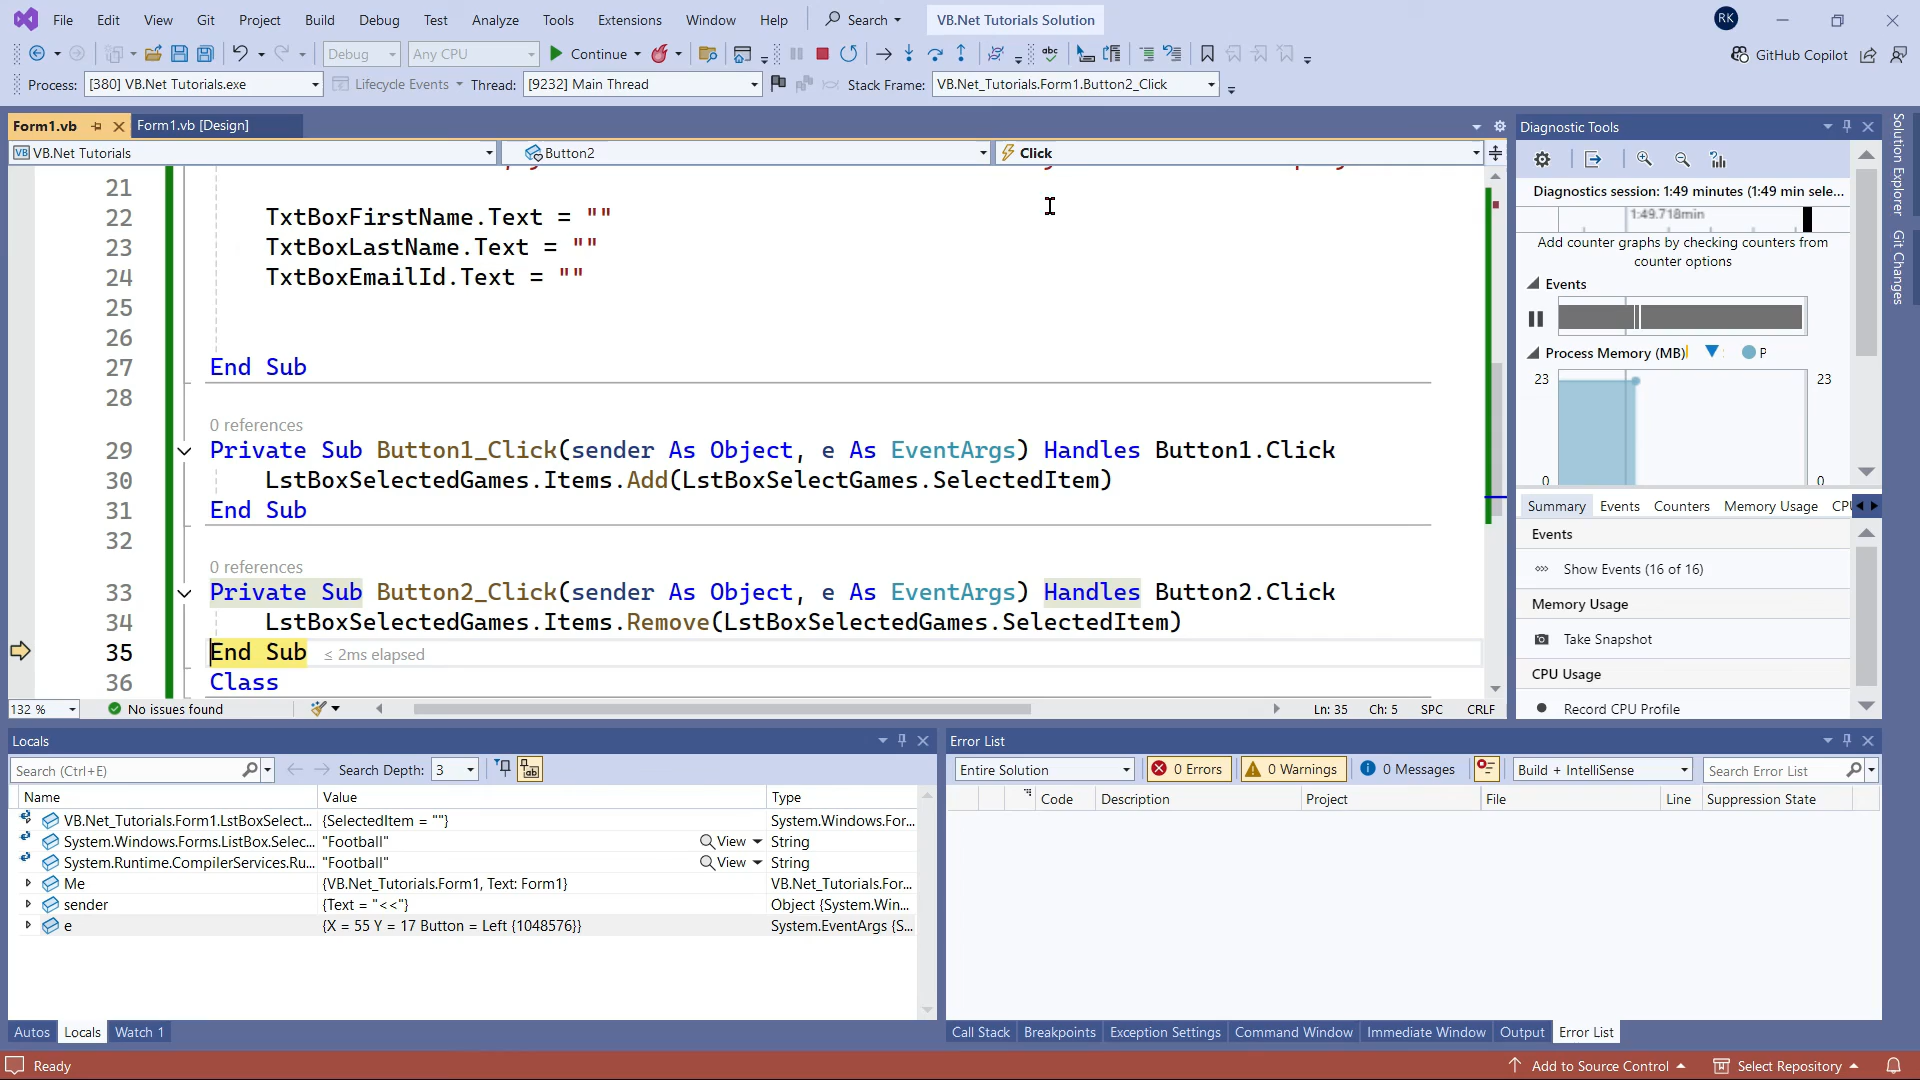 File Edit View Git Project Build Debug Test Analyze Tools Extensions Window Help Search VB.Net Tutorials Solution RK
Debug Any CPU Continue GitHub Copilot
Process: [380] VB.Net Tutorials.exe Lifecycle Events Thread: [9232] Main Thread Stack Frame: VB.Net_Tutorials.Form1.Button2_Click
Form1.vb Form1.vb [Design]
VB.Net Tutorials Button2 Click
21
22 TxtBoxFirstName.Text = ""
23 TxtBoxLastName.Text = ""
24 TxtBoxEmailId.Text = ""
25
26
27 End Sub
28
0 references
29 Private Sub Button1_Click(sender As Object, e As EventArgs) Handles Button1.Click
30 LstBoxSelectedGames.Items.Add(LstBoxSelectGames.SelectedItem)
31 End Sub
32
0 references
33 Private Sub Button2_Click(sender As Object, e As EventArgs) Handles Button2.Click
34 LstBoxSelectedGames.Items.Remove(LstBoxSelectedGames.SelectedItem)
35 End Sub ≤ 2ms elapsed
36 Class
132 % No issues found Ln: 35 Ch: 5 SPC CRLF
Diagnostic Tools
Diagnostics session: 1:49 minutes (1:49 min sele...
1:49.718min
Add counter graphs by checking counters from
counter options
Events
Process Memory (MB) P
23 23
0 0
Summary Events Counters Memory Usage CPU
Events
Show Events (16 of 16)
Memory Usage
Take Snapshot
CPU Usage
Record CPU Profile
Solution Explorer
Git Changes
Locals
Search (Ctrl+E) Search Depth: 3
Name Value Type
VB.Net_Tutorials.Form1.LstBoxSelect... {SelectedItem = ""} System.Windows.For...
System.Windows.Forms.ListBox.Selec... "Football" View String
System.Runtime.CompilerServices.Ru... "Football" View String
Me {VB.Net_Tutorials.Form1, Text: Form1} VB.Net_Tutorials.For...
sender {Text = "<<"} Object {System.Win...
e {X = 55 Y = 17 Button = Left {1048576}} System.EventArgs {S...
Autos Locals Watch 1
Error List
Entire Solution 0 Errors 0 Warnings 0 Messages Build + IntelliSense Search Error List
Code Description Project File Line Suppression State
Call Stack Breakpoints Exception Settings Command Window Immediate Window Output Error List
Ready Add to Source Control Select Repository